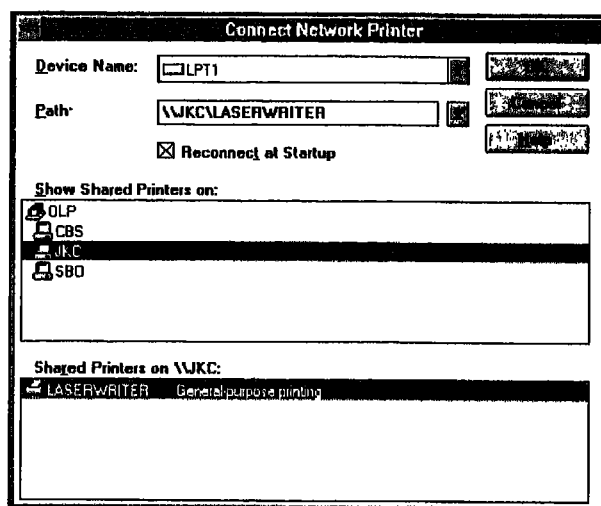 Connect Network Printer
Device Name: LPT1
Path: \\JKC\LASERWRITER
Reconnect at Startup
Show Shared Printers on:
OLP
CBS
JKC
SBO
Shared Printers on \\JKC:
LASERWRITER General-purpose printing